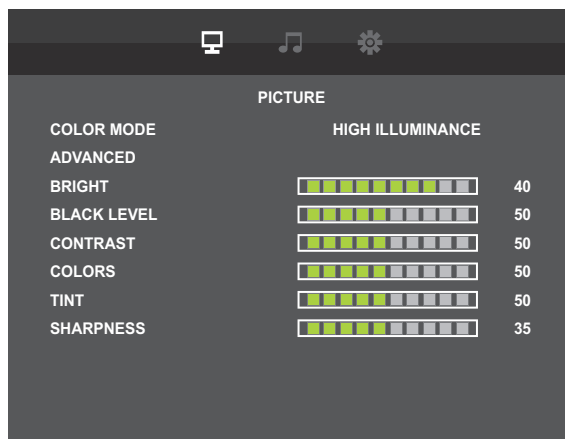 PICTURE
COLOR MODE HIGH ILLUMINANCE
ADVANCED
BRIGHT 40
BLACK LEVEL 50
CONTRAST 50
COLORS 50
TINT 50
SHARPNESS 35